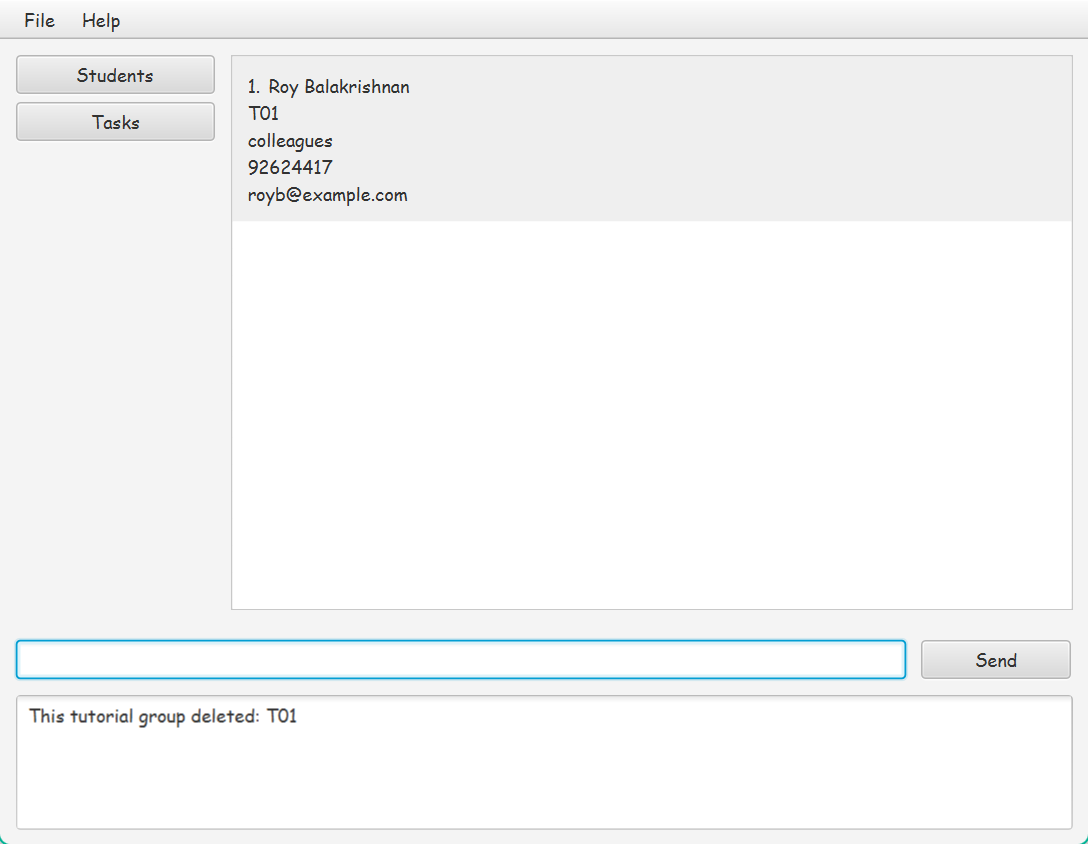 File Help
Students
Tasks
1. Roy Balakrishnan
T01
colleagues
92624417
royb@example.com
Send
This tutorial group deleted: T01